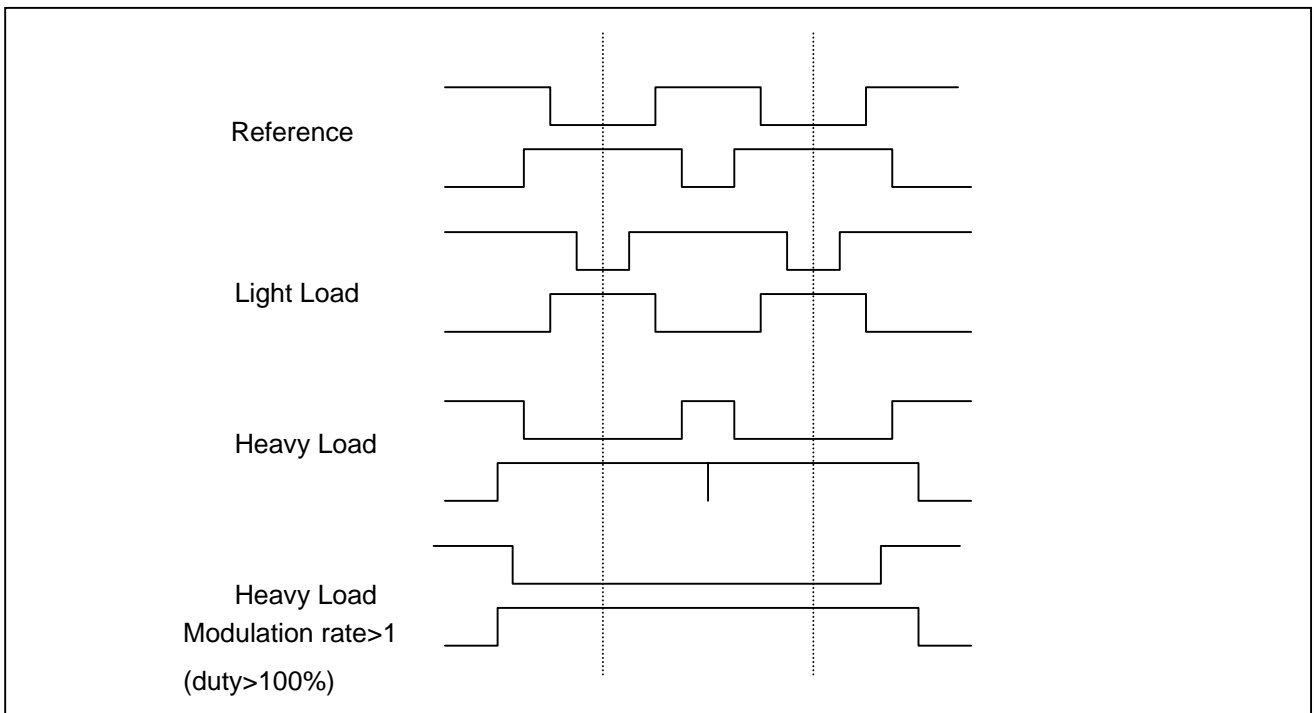 Reference
Light Load
Heavy Load
Heavy Load
Modulation rate>1
(duty>100%)